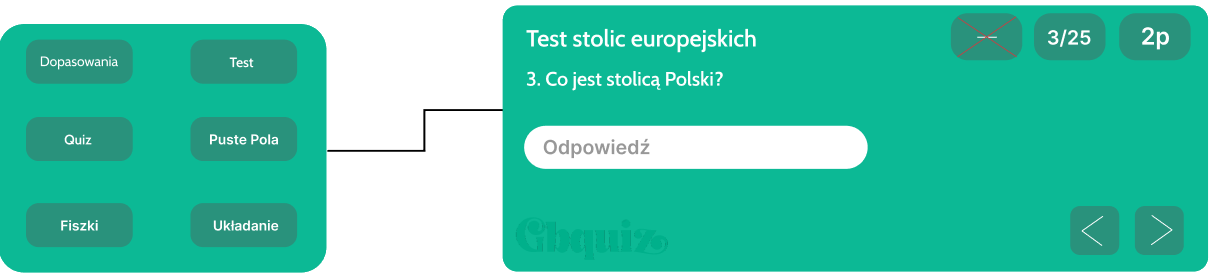 Dopasowania
Test
Quiz
Puste Pola
Fiszki
Układanie
Test stolic europejskich
3/25
2p
3. Co jest stolicą Polski?
Odpowiedź
Gbquiz